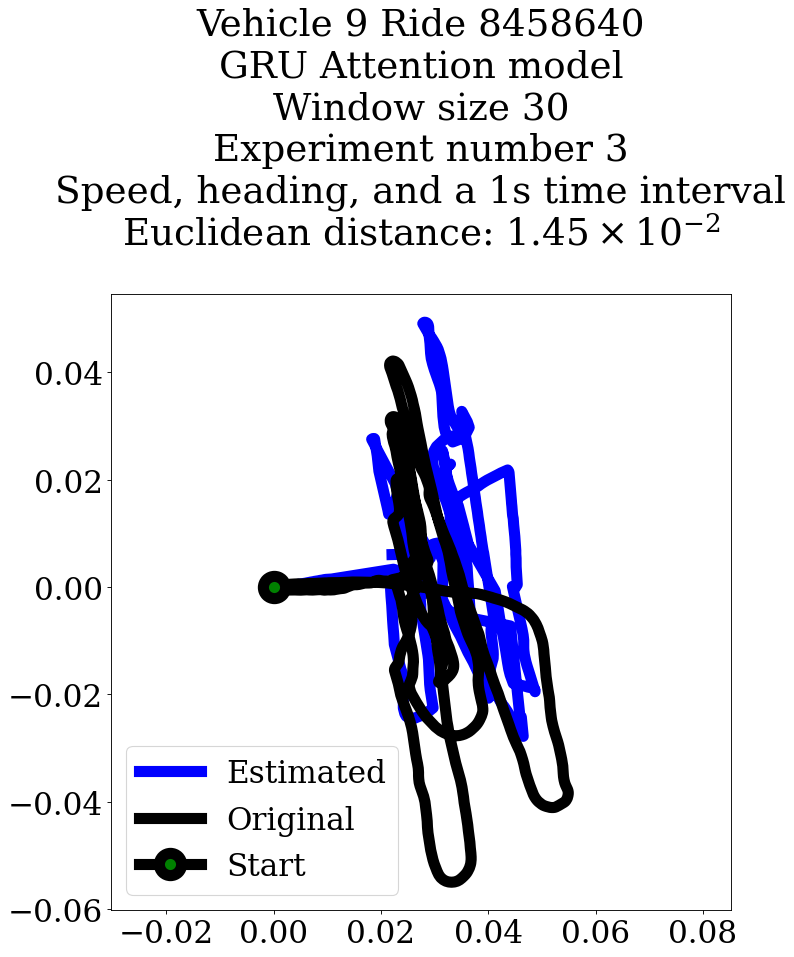 Vehicle 9 Ride 8458640
GRU Attention model
Window size 30
Experiment number 3
Speed, heading, and a 1s time interval
Euclidean distance: 1.45 × 10⁻²
0.04
0.02
0.00
−0.02
−0.04
−0.06
Estimated
Original
Start
−0.02 0.00 0.02 0.04 0.06 0.08